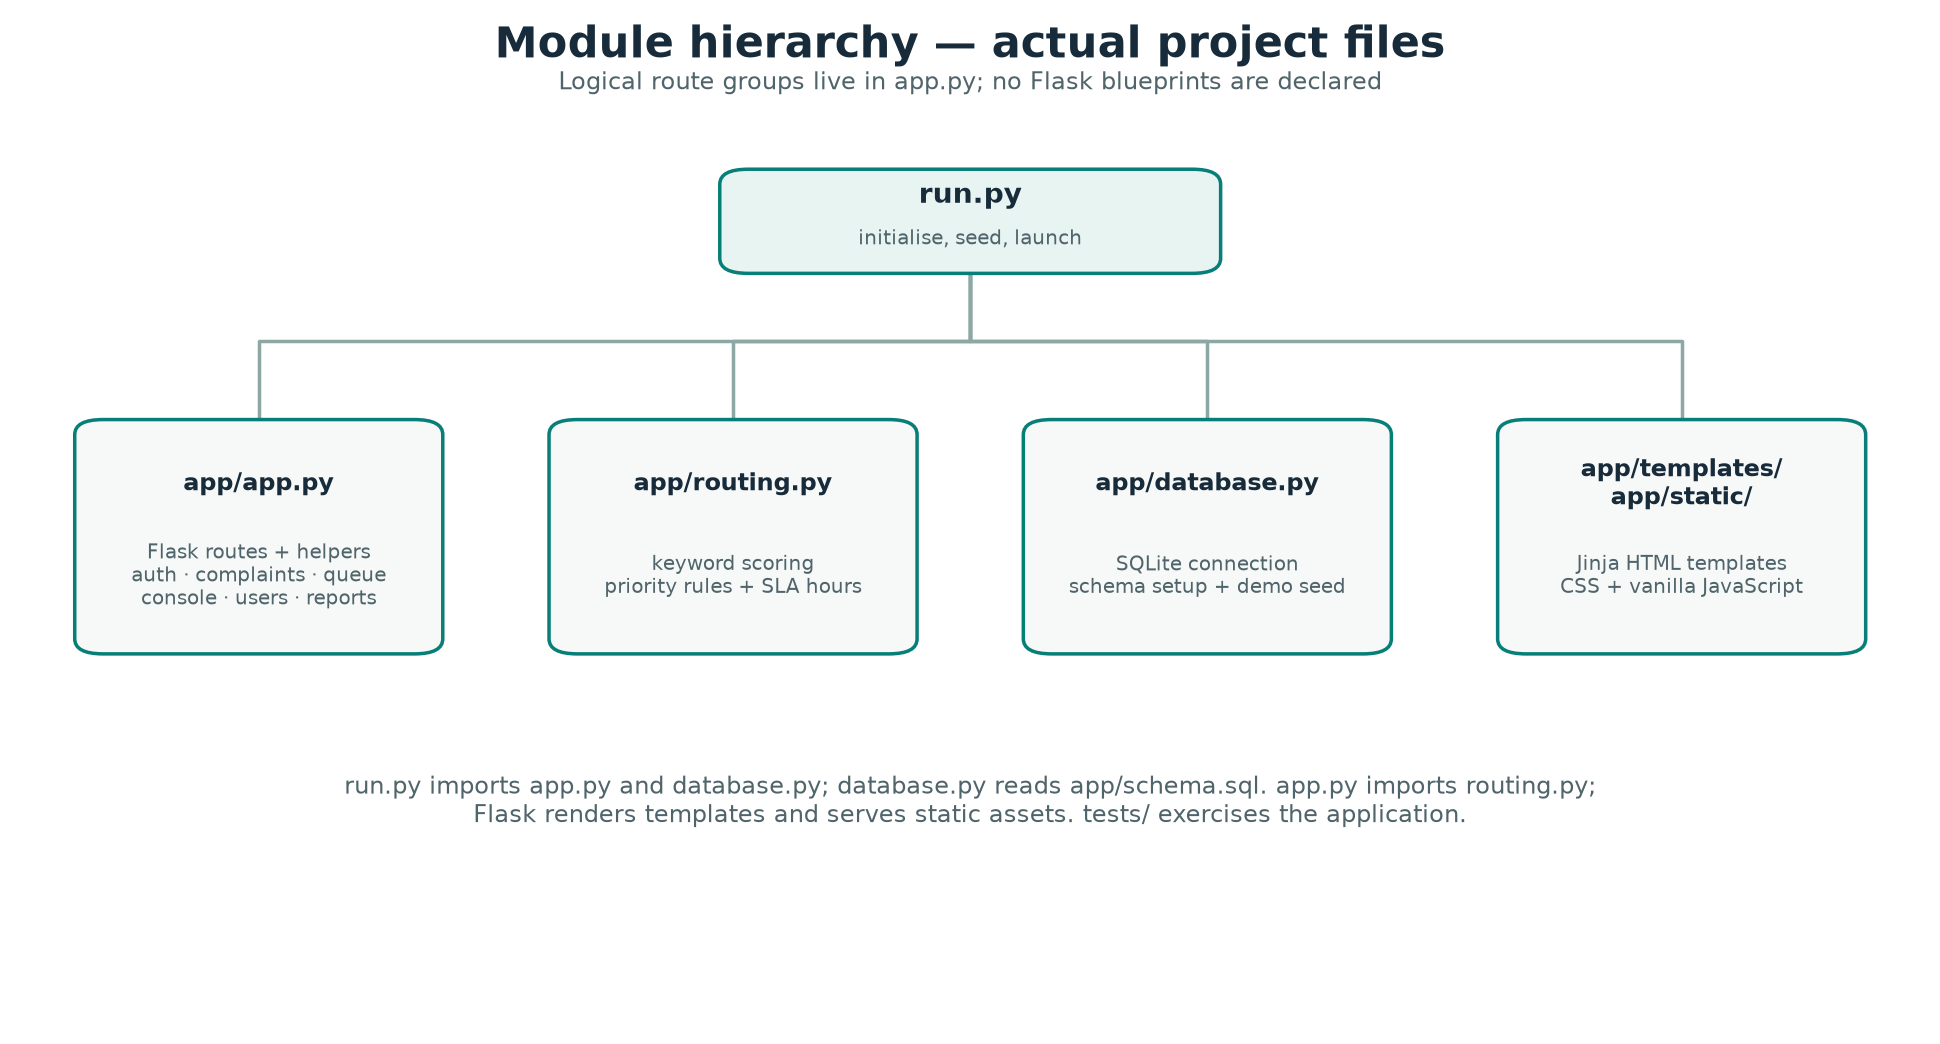 Module hierarchy — actual project files
Logical route groups live in app.py; no Flask blueprints are declared
run.py
initialise, seed, launch
app/app.py
Flask routes + helpers
auth · complaints · queue
console · users · reports
app/routing.py
keyword scoring
priority rules + SLA hours
app/database.py
SQLite connection
schema setup + demo seed
app/templates/
app/static/
Jinja HTML templates
CSS + vanilla JavaScript
run.py imports app.py and database.py; database.py reads app/schema.sql. app.py imports routing.py;
Flask renders templates and serves static assets. tests/ exercises the application.